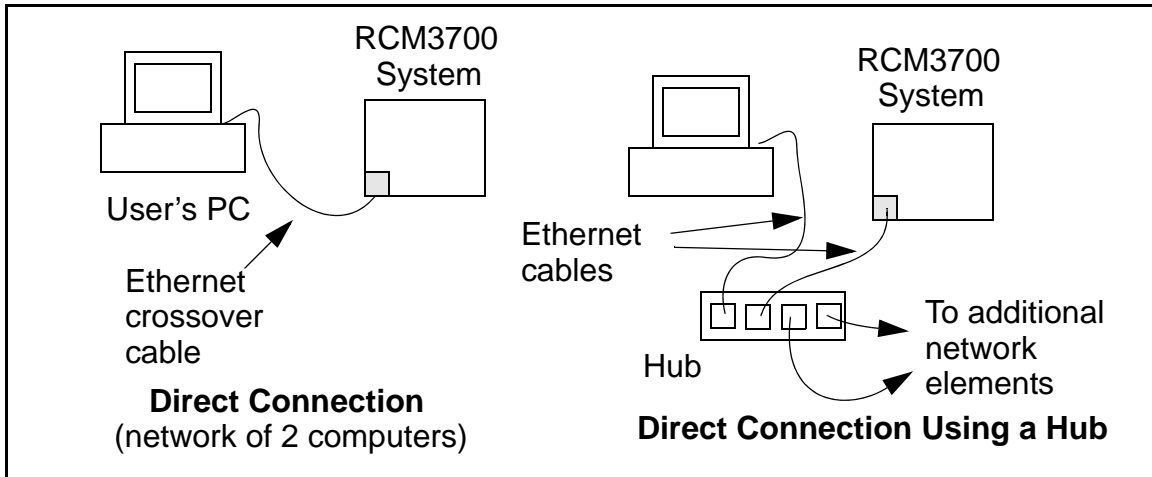 RCM3700
System
User's PC
Ethernet
crossover
cable
Direct Connection
(network of 2 computers)
RCM3700
System
Ethernet
cables
Hub
To additional
network
elements
Direct Connection Using a Hub